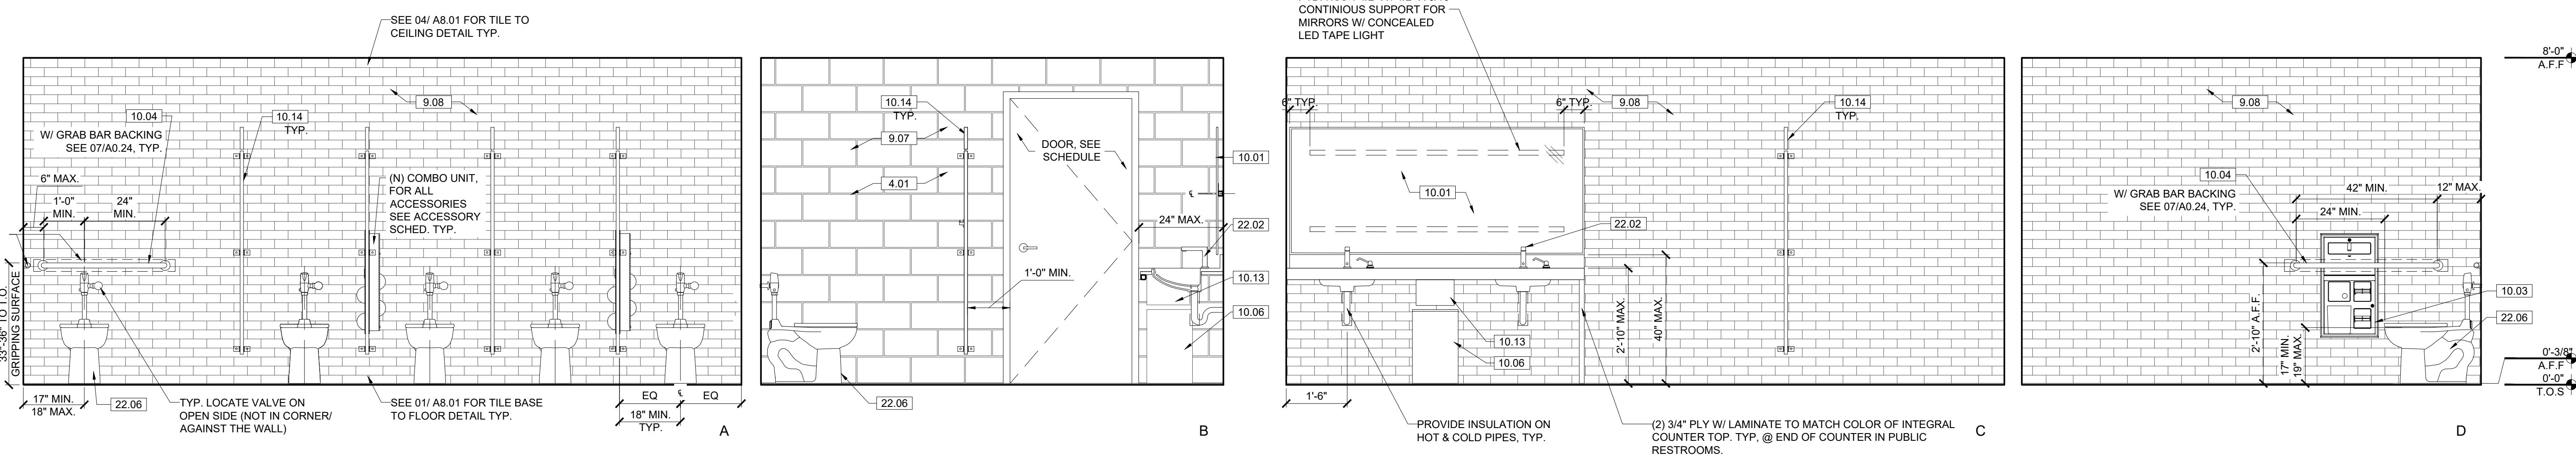 SEE 04/ A8.01 FOR TILE TO
CEILING DETAIL TYP.
9.08
10.04
W/ GRAB BAR BACKING
SEE 07/A0.24, TYP.
10.14
TYP.
6" MAX.
1'-0"
MIN.
24"
MIN.
(N) COMBO UNIT,
FOR ALL
ACCESSORIES
SEE ACCESSORY
SCHED. TYP.
33"-36" TO T.O.
GRIPPING SURFACE
17" MIN.
18" MAX.
22.06
TYP. LOCATE VALVE ON
OPEN SIDE (NOT IN CORNER/
AGAINST THE WALL)
SEE 01/ A8.01 FOR TILE BASE
TO FLOOR DETAIL TYP.
EQ
EQ
18" MIN.
TYP.
A
10.14
TYP.
9.07
4.01
DOOR, SEE
SCHEDULE
10.01
22.02
24" MAX.
1'-0" MIN.
10.13
10.06
22.06
B
CONTINIOUS SUPPORT FOR
MIRRORS W/ CONCEALED
LED TAPE LIGHT
6" TYP.
6" TYP.
9.08
10.14
TYP.
10.01
22.02
2'-10" MAX.
40" MAX.
10.13
10.06
1'-6"
PROVIDE INSULATION ON
HOT & COLD PIPES, TYP.
(2) 3/4" PLY W/ LAMINATE TO MATCH COLOR OF INTEGRAL
COUNTER TOP. TYP, @ END OF COUNTER IN PUBLIC
RESTROOMS.
C
9.08
10.04
W/ GRAB BAR BACKING
SEE 07/A0.24, TYP.
42" MIN.
12" MAX.
24" MIN.
2'-10" A.F.F.
17" MIN.
19" MAX.
10.03
22.06
D
8'-0"
A.F.F
0'-3/8"
A.F.F
0'-0"
T.O.S